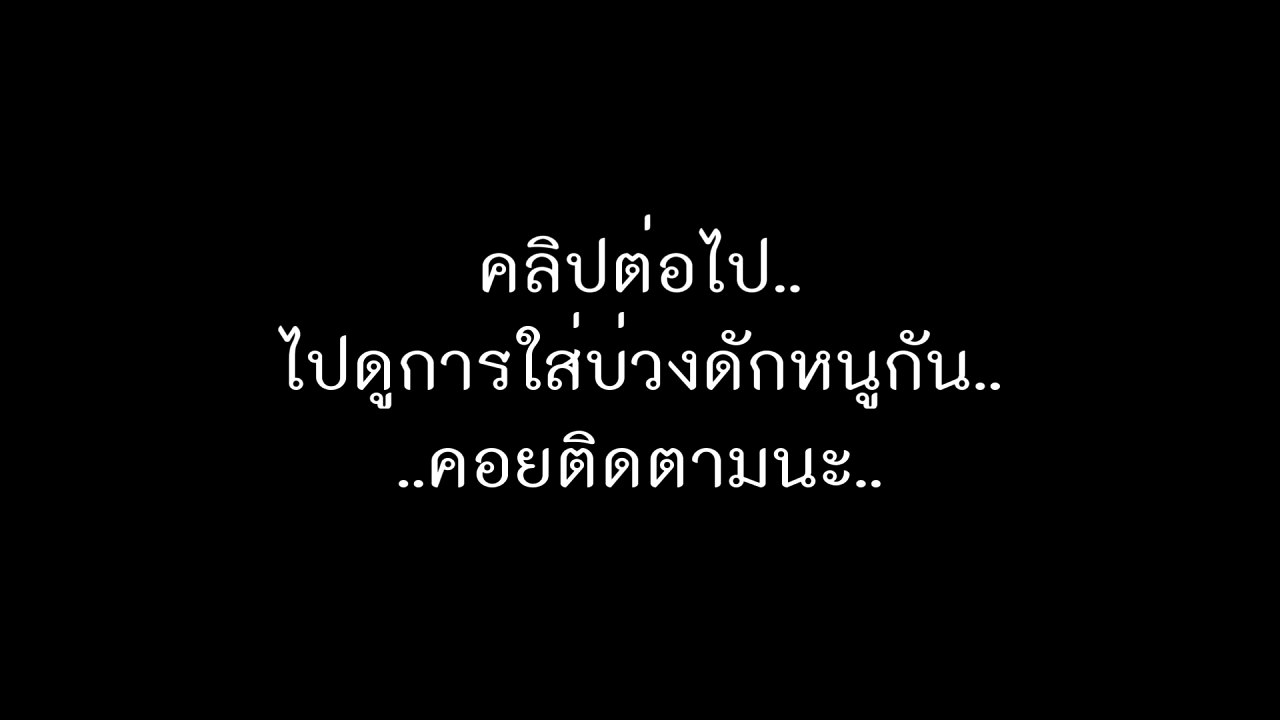 คลิปต่อไป..
ไปดูการใส่บ่วงดักหนูกัน..
..คอยติดตามนะ..